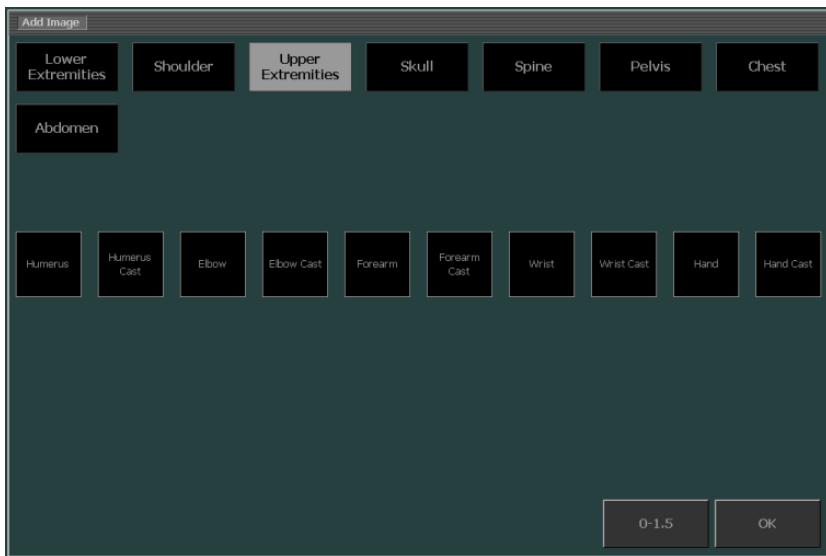 Add Image
Lower
Extremities
Shoulder
Upper
Extremities
Skull
Spine
Pelvis
Chest
Abdomen
Humerus
Humerus
Cast
Elbow
Elbow Cast
Forearm
Forearm
Cast
Wrist
Wrist Cast
Hand
Hand Cast
0-1.5
OK